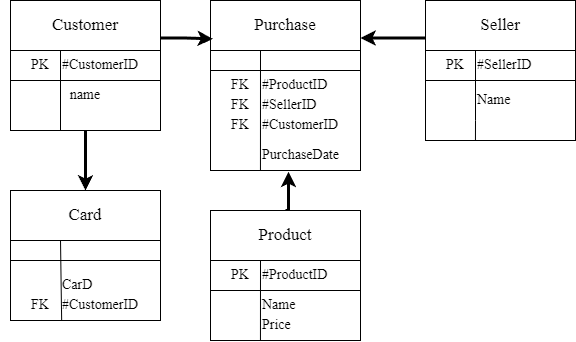 Customer
PK #CustomerID
name
Purchase
FK #ProductID
FK #SellerID
FK #CustomerID
PurchaseDate
Seller
PK #SellerID
Name
Card
CarD
FK #CustomerID
Product
PK #ProductID
Name
Price